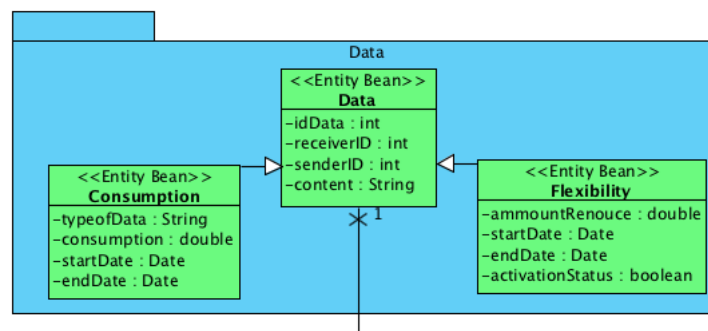 Data
<<Entity Bean>>
Data
-idData : int
-receiverID : int
-senderID : int
-content : String
<<Entity Bean>>
Consumption
-typeofData : String
-consumption : double
-startDate : Date
-endDate : Date
<<Entity Bean>>
Flexibility
-ammountRenouce : double
-startDate : Date
-endDate : Date
-activationStatus : boolean
1